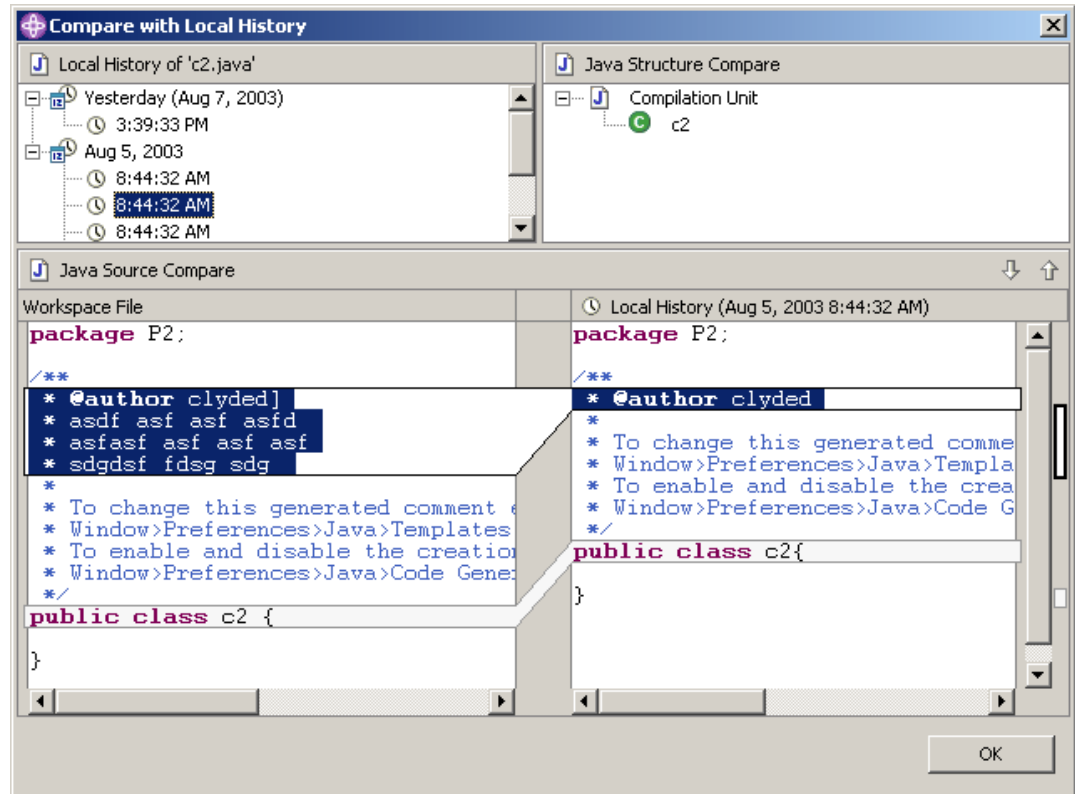 Compare with Local History
Local History of 'c2.java'
Yesterday (Aug 7, 2003)
3:39:33 PM
Aug 5, 2003
8:44:32 AM
8:44:32 AM
8:44:32 AM
Java Structure Compare
Compilation Unit
c2
Java Source Compare
Workspace File
package P2;
/**
* @author clyded]
* asdf asf asf asfd
* asfasf asf asf asf
* sdgdsf fdsg sdg
*
* To change this generated comment
* Window>Preferences>Java>Templates
* To enable and disable the creation
* Window>Preferences>Java>Code Gene
*/
public class c2 {
}
Local History (Aug 5, 2003 8:44:32 AM)
package P2;
/**
* @author clyded
*
* To change this generated comme
* Window>Preferences>Java>Templa
* To enable and disable the crea
* Window>Preferences>Java>Code G
*/
public class c2{
}
OK